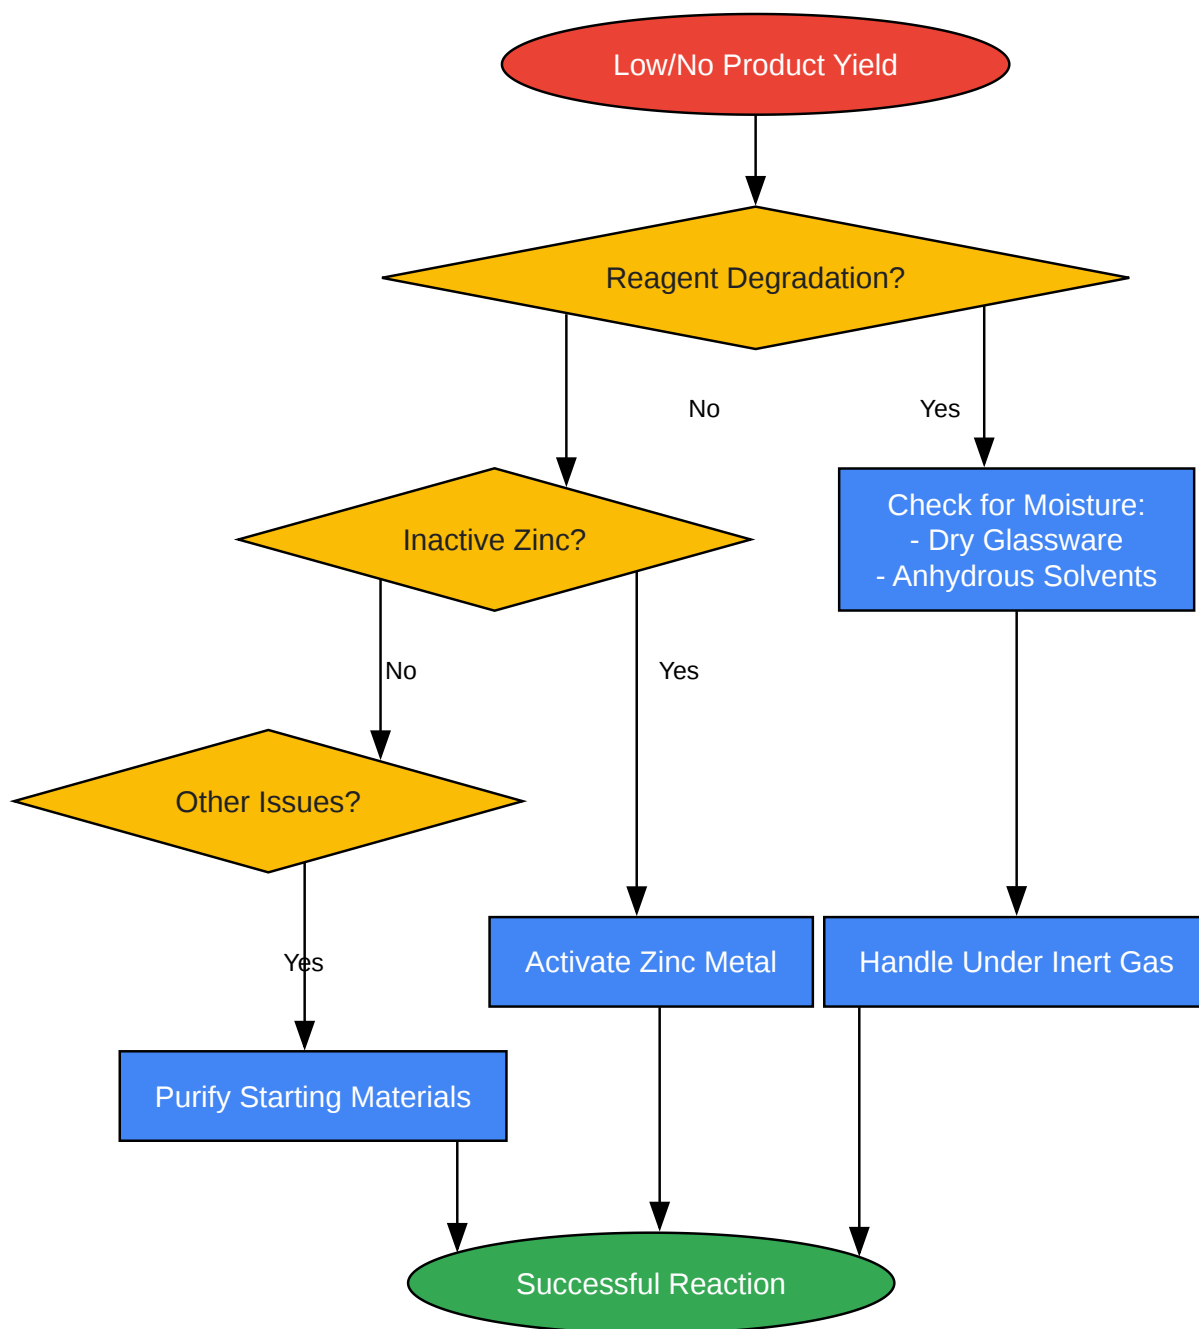 Low/No Product Yield
Reagent Degradation?
No
Yes
Check for Moisture:
- Dry Glassware
- Anhydrous Solvents
Inactive Zinc?
No
Yes
Other Issues?
Yes
Activate Zinc Metal
Handle Under Inert Gas
Purify Starting Materials
Successful Reaction